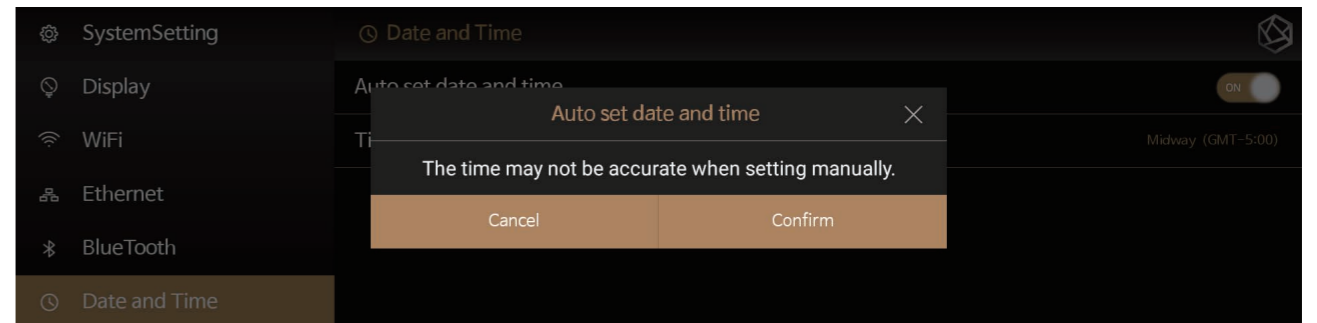 SystemSetting
Date and Time
Display
Auto set date and time
ON
WiFi
Midway (GMT-5:00)
Ethernet
BlueTooth
Date and Time
Auto set date and time
The time may not be accurate when setting manually.
Cancel
Confirm